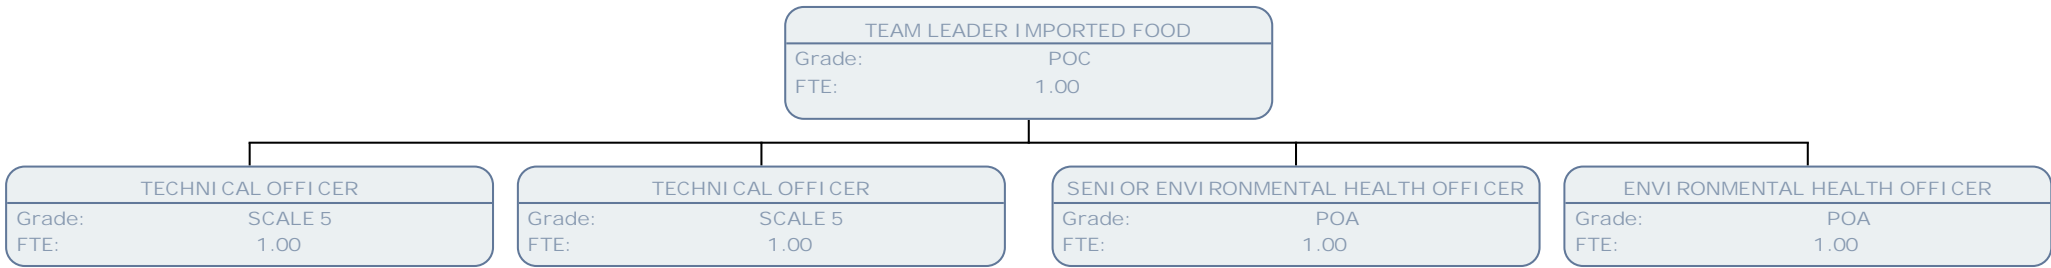 TEAM LEADER IMPORTED FOOD
Grade: POC
FTE: 1.00
TECHNICAL OFFICER
Grade: SCALE 5
FTE: 1.00
TECHNICAL OFFICER
Grade: SCALE 5
FTE: 1.00
SENIOR ENVIRONMENTAL HEALTH OFFICER
Grade: POA
FTE: 1.00
ENVIRONMENTAL HEALTH OFFICER
Grade: POA
FTE: 1.00